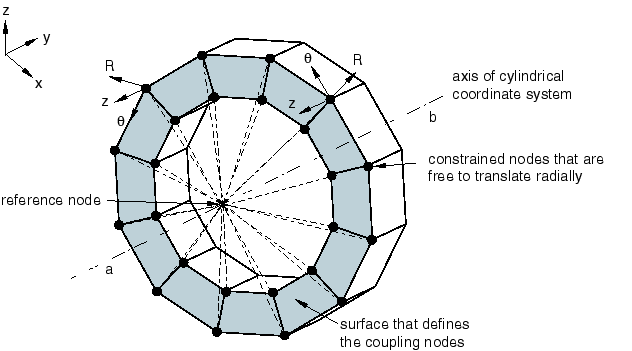 z
y
x
R
z
θ
θ
R
z
axis of cylindrical
coordinate system
b
constrained nodes that are
free to translate radially
reference node
a
surface that defines
the coupling nodes